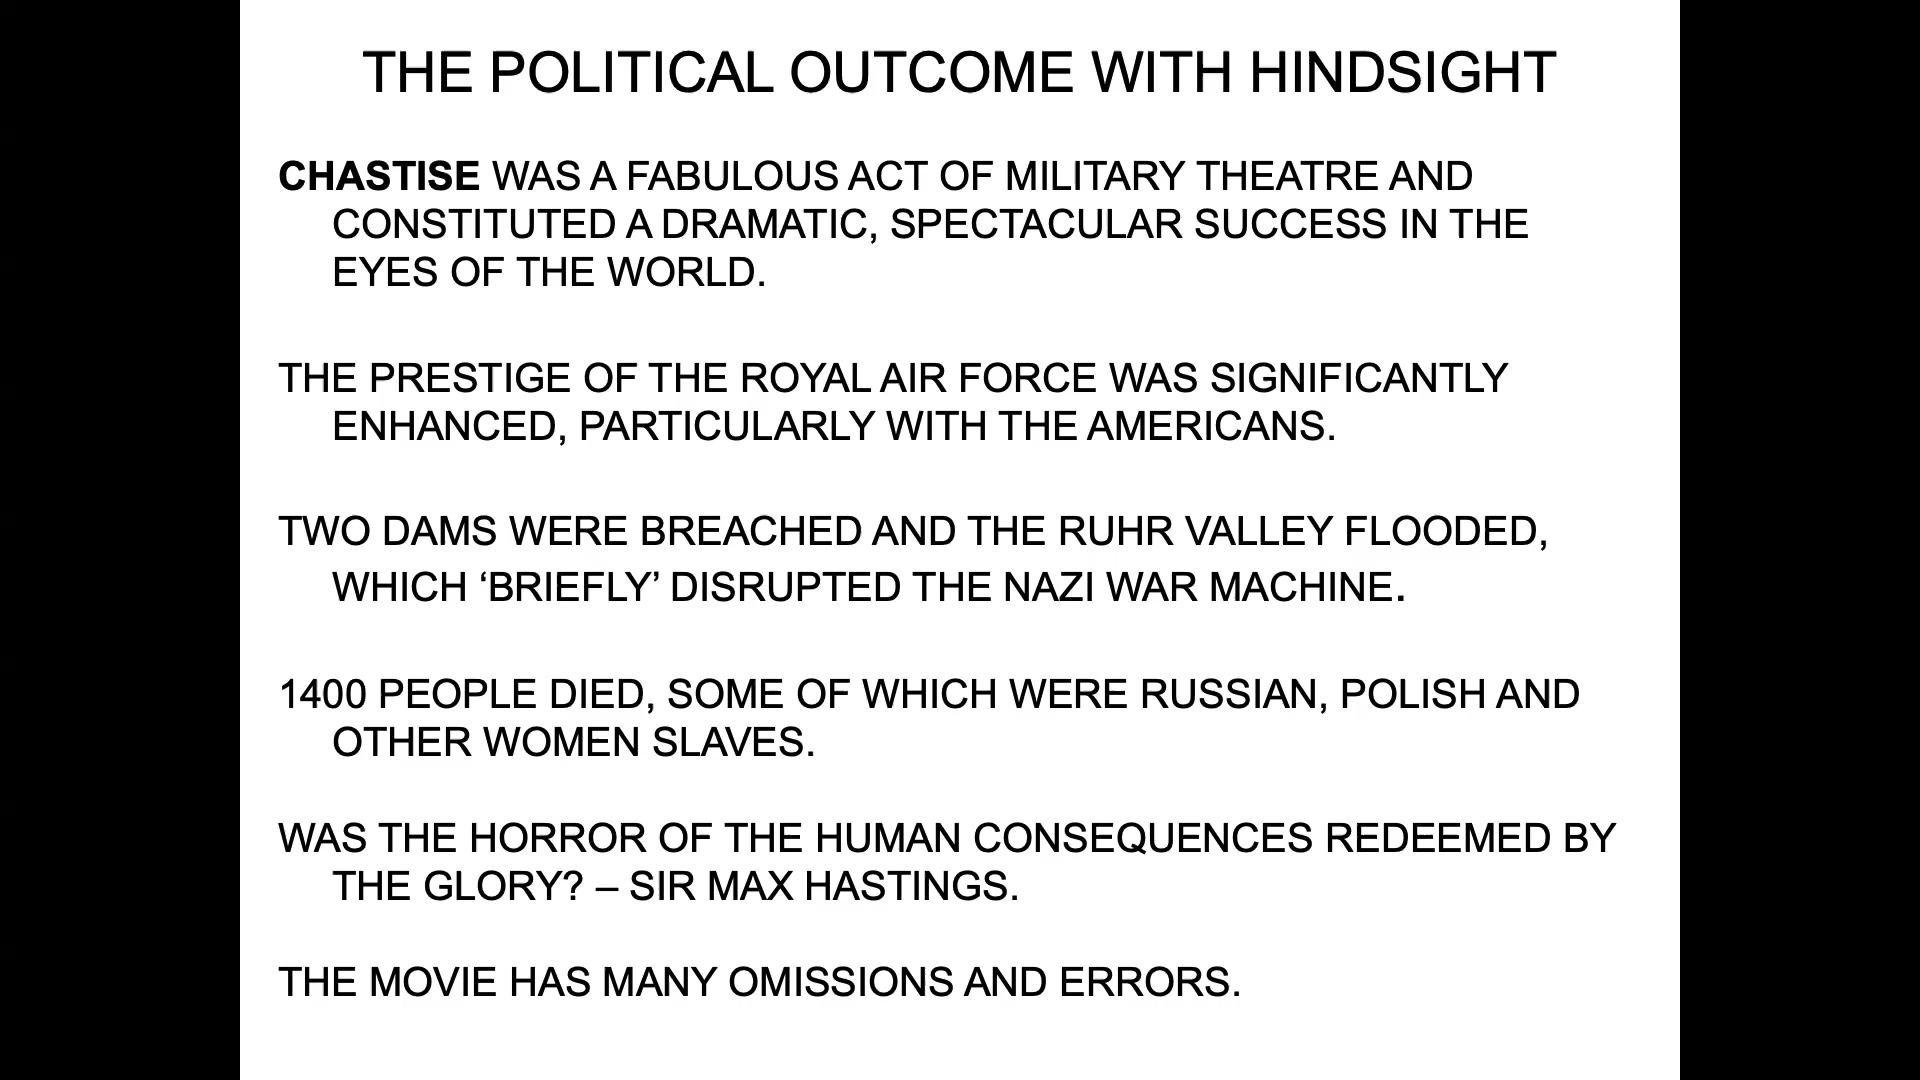 THE POLITICAL OUTCOME WITH HINDSIGHT
CHASTISE WAS A FABULOUS ACT OF MILITARY THEATRE AND
CONSTITUTED A DRAMATIC, SPECTACULAR SUCCESS IN THE
EYES OF THE WORLD.
THE PRESTIGE OF THE ROYAL AIR FORCE WAS SIGNIFICANTLY
ENHANCED, PARTICULARLY WITH THE AMERICANS.
TWO DAMS WERE BREACHED AND THE RUHR VALLEY FLOODED,
WHICH ‘BRIEFLY’ DISRUPTED THE NAZI WAR MACHINE.
1400 PEOPLE DIED, SOME OF WHICH WERE RUSSIAN, POLISH AND
OTHER WOMEN SLAVES.
WAS THE HORROR OF THE HUMAN CONSEQUENCES REDEEMED BY
THE GLORY? – SIR MAX HASTINGS.
THE MOVIE HAS MANY OMISSIONS AND ERRORS.